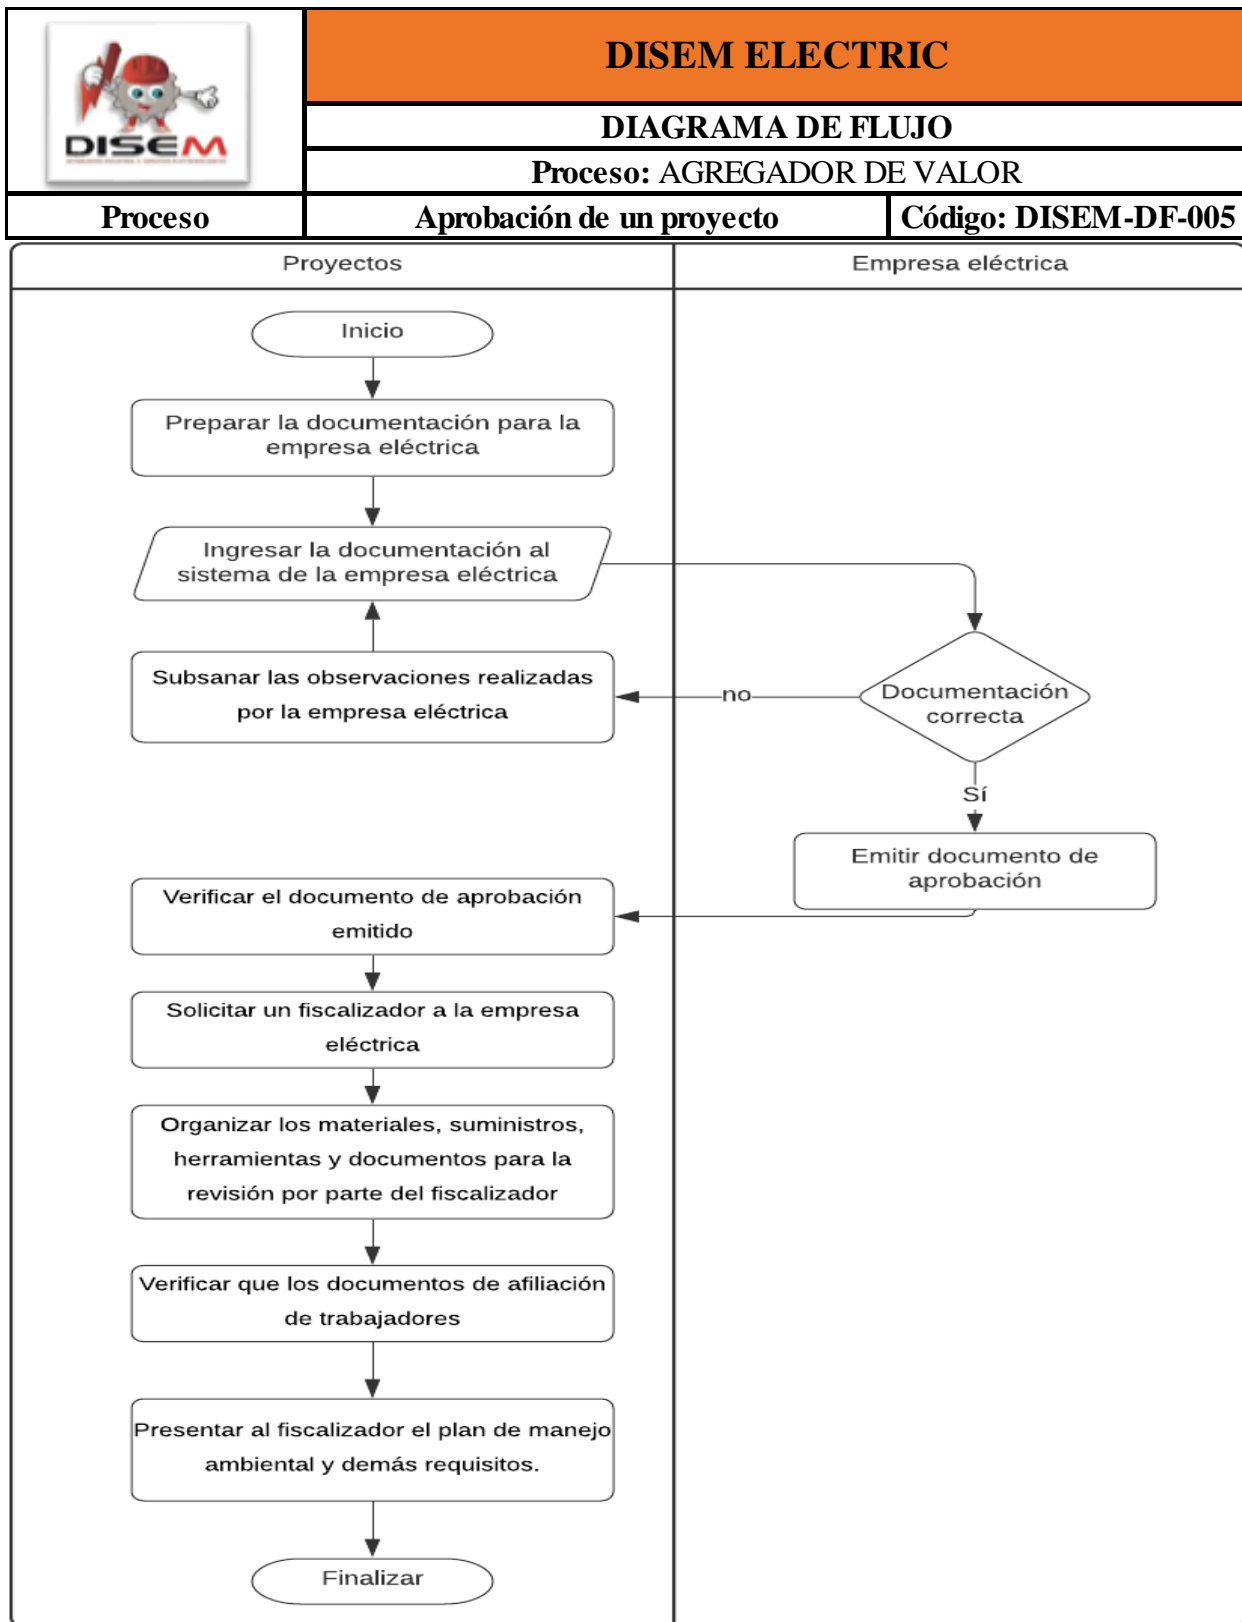 DISEM
DISEM ELECTRIC
DIAGRAMA DE FLUJO
Proceso: AGREGADOR DE VALOR
Proceso
Aprobación de un proyecto
Código: DISEM-DF-005
Proyectos
Empresa eléctrica
Inicio
Preparar la documentación para la
empresa eléctrica
Ingresar la documentación al
sistema de la empresa eléctrica
Subsanar las observaciones realizadas
por la empresa eléctrica
no
Documentación
correcta
Sí
Emitir documento de
aprobación
Verificar el documento de aprobación
emitido
Solicitar un fiscalizador a la empresa
eléctrica
Organizar los materiales, suministros,
herramientas y documentos para la
revisión por parte del fiscalizador
Verificar que los documentos de afiliación
de trabajadores
Presentar al fiscalizador el plan de manejo
ambiental y demás requisitos.
Finalizar